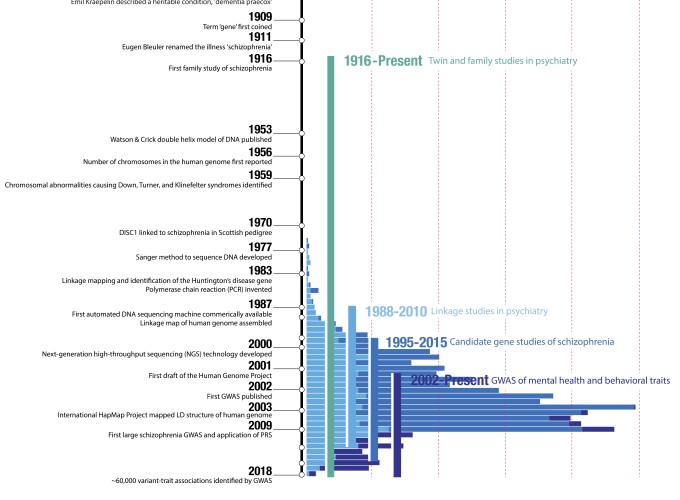 Emil Kraepelin described a heritable condition, 'dementia praecox'
1909
Term 'gene' first coined
1911
Eugen Bleuler renamed the illness 'schizophrenia'
1916
First family study of schizophrenia
1916-Present Twin and family studies in psychiatry
1953
Watson & Crick double helix model of DNA published
1956
Number of chromosomes in the human genome first reported
1959
Chromosomal abnormalities causing Down, Turner, and Klinefelter syndromes identified
1970
DISC1 linked to schizophrenia in Scottish pedigree
1977
Sanger method to sequence DNA developed
1983
Linkage mapping and identification of the Huntington's disease gene
Polymerase chain reaction (PCR) invented
1987
First automated DNA sequencing machine commerically available
Linkage map of human genome assembled
1988-2010 Linkage studies in psychiatry
2000
Next-generation high-throughput sequencing (NGS) technology developed
1995-2015 Candidate gene studies of schizophrenia
2001
First draft of the Human Genome Project
2002-Present GWAS of mental health and behavioral traits
2002
First GWAS published
2003
International HapMap Project mapped LD structure of human genome
2009
First large schizophrenia GWAS and application of PRS
2018
~60,000 variant-trait associations identified by GWAS